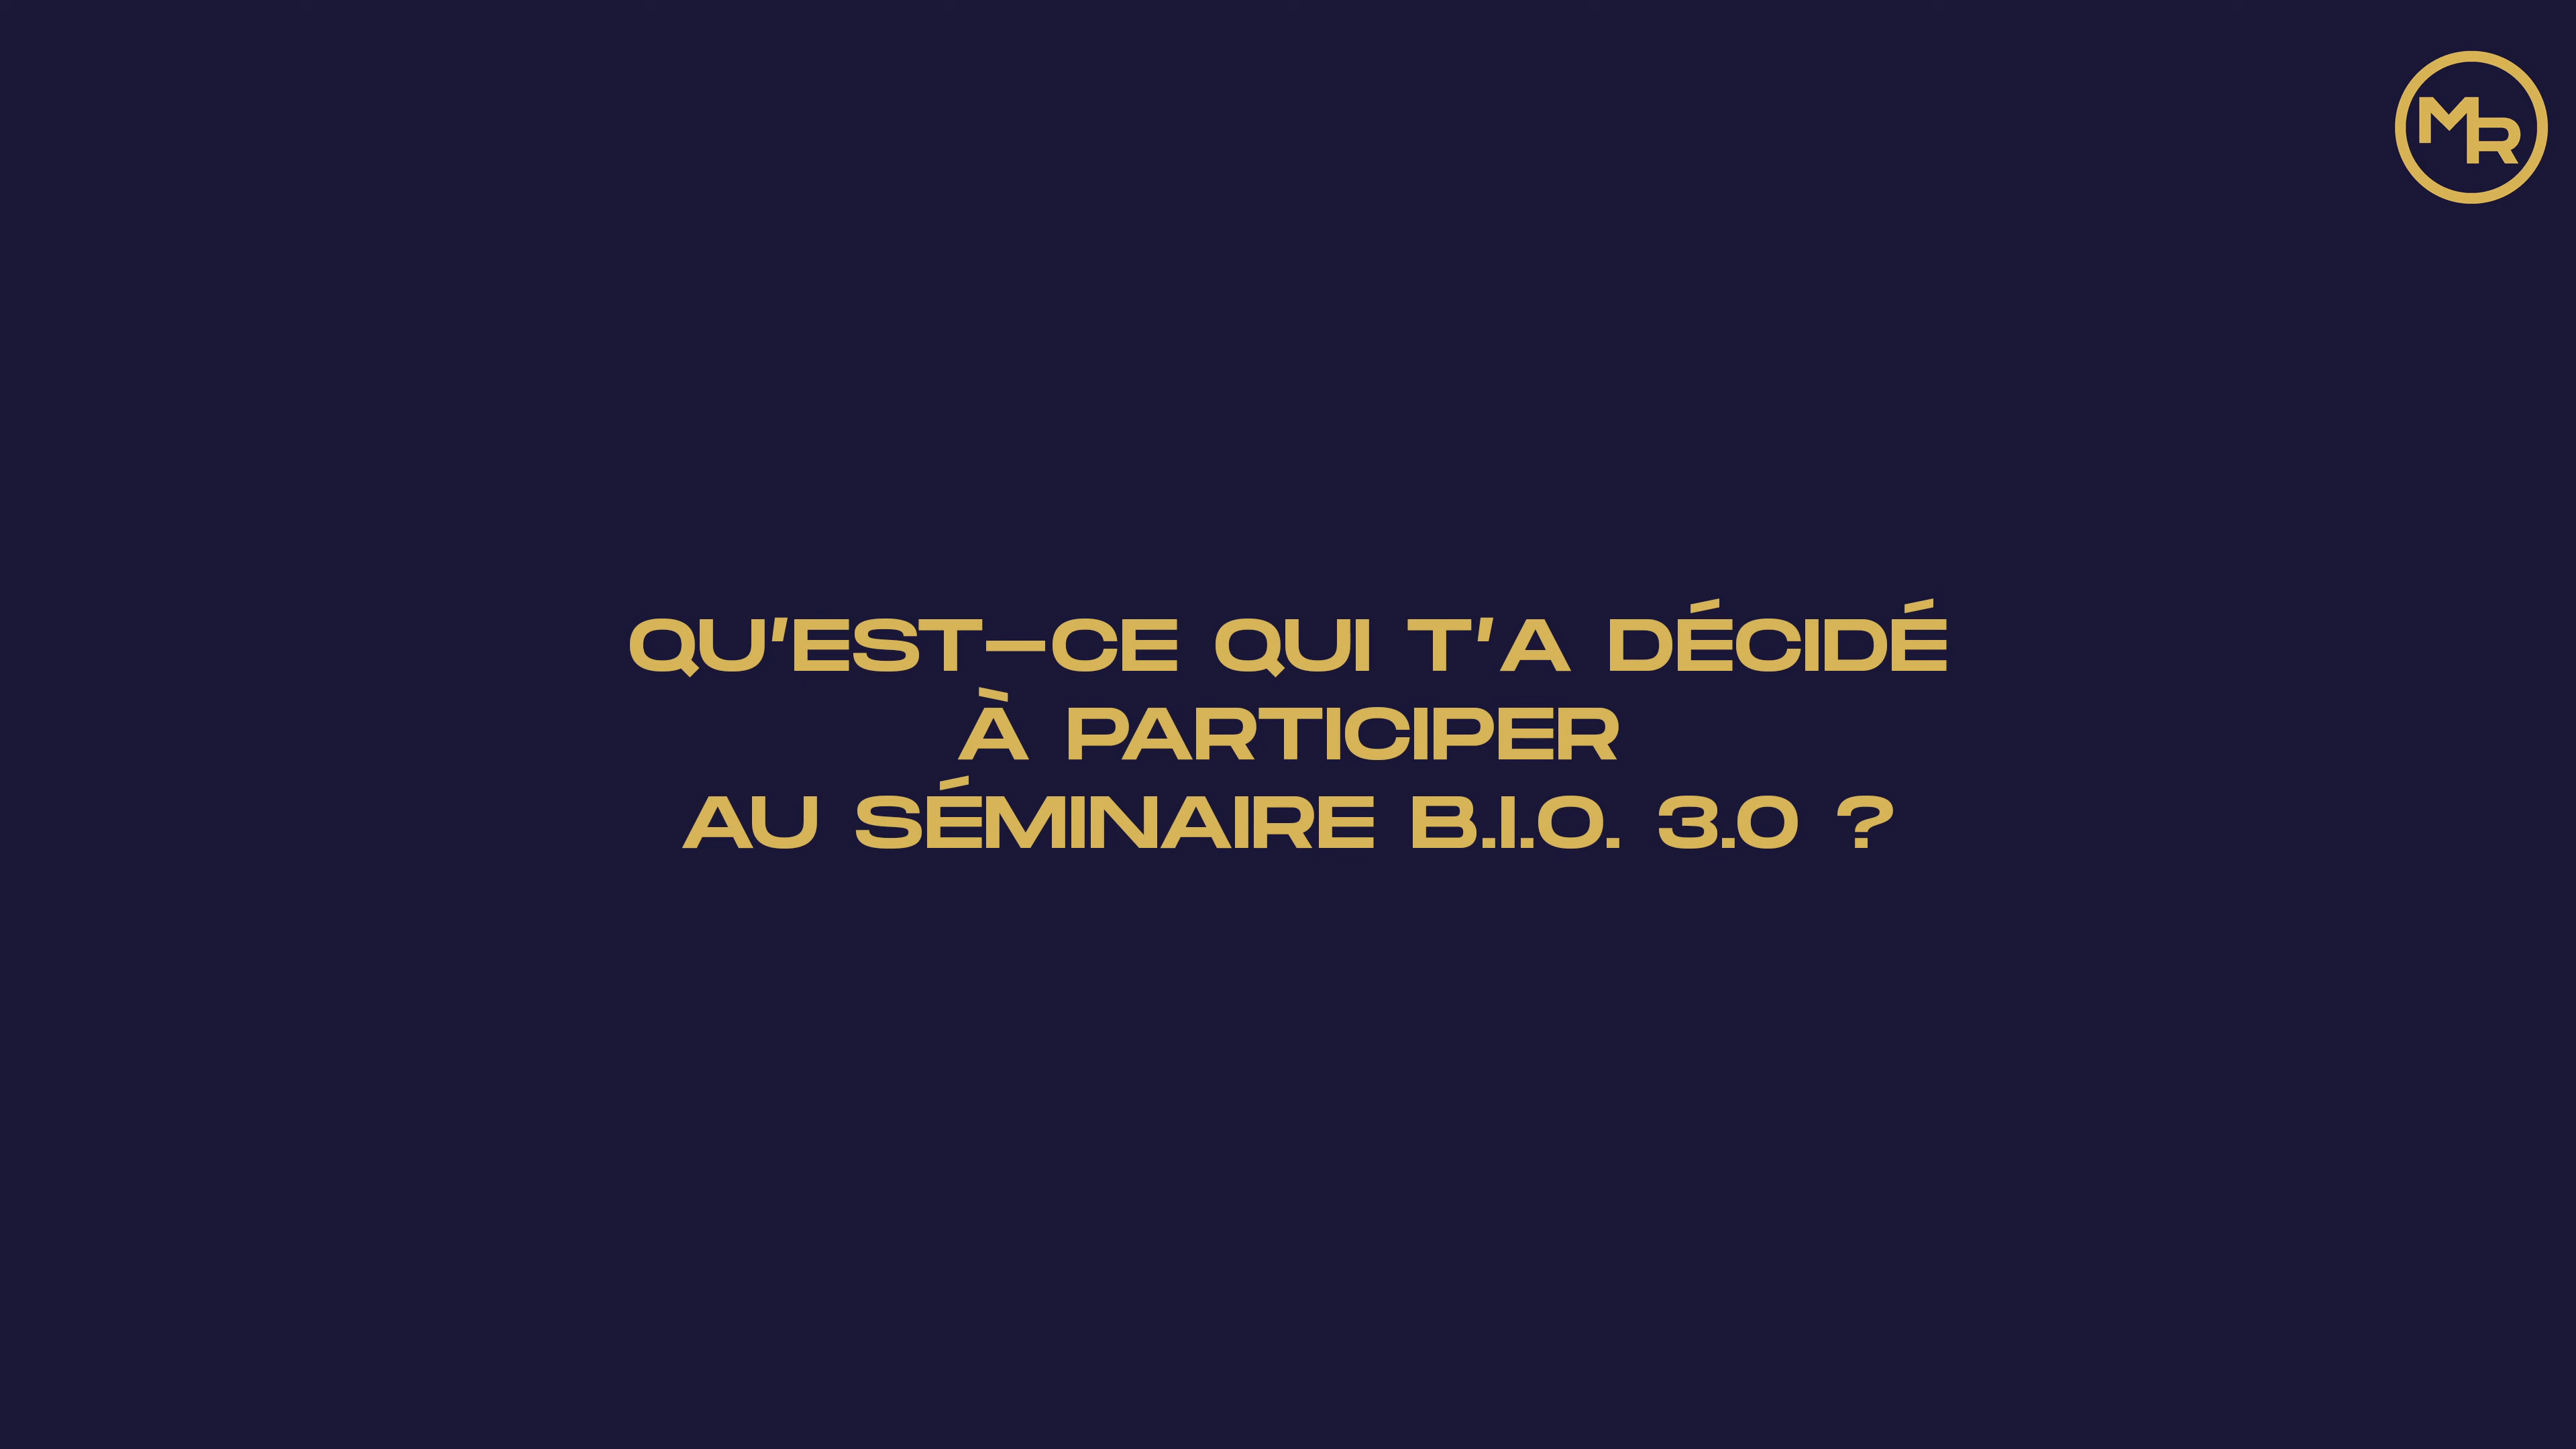 MR
QU'EST-CE QUI T'A DÉCIDÉ
À PARTICIPER
AU SÉMINAIRE B.I.O. 3.0 ?